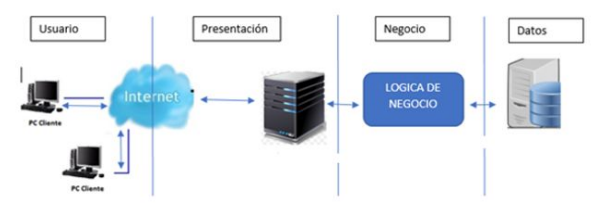 Usuario
Presentación
Negocio
Datos
Internet
LOGICA DE
NEGOCIO
PC Cliente
PC Cliente